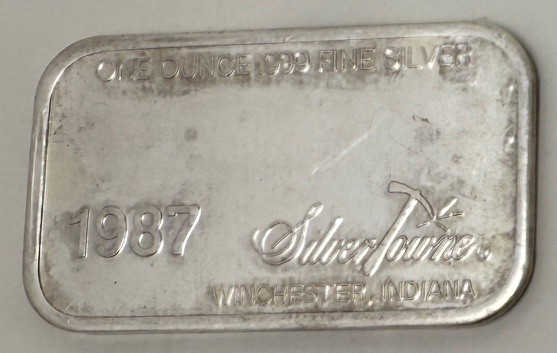 ONE OUNCE .999 FINE SILVER
1987
SilverTowne
WINCHESTER, INDIANA